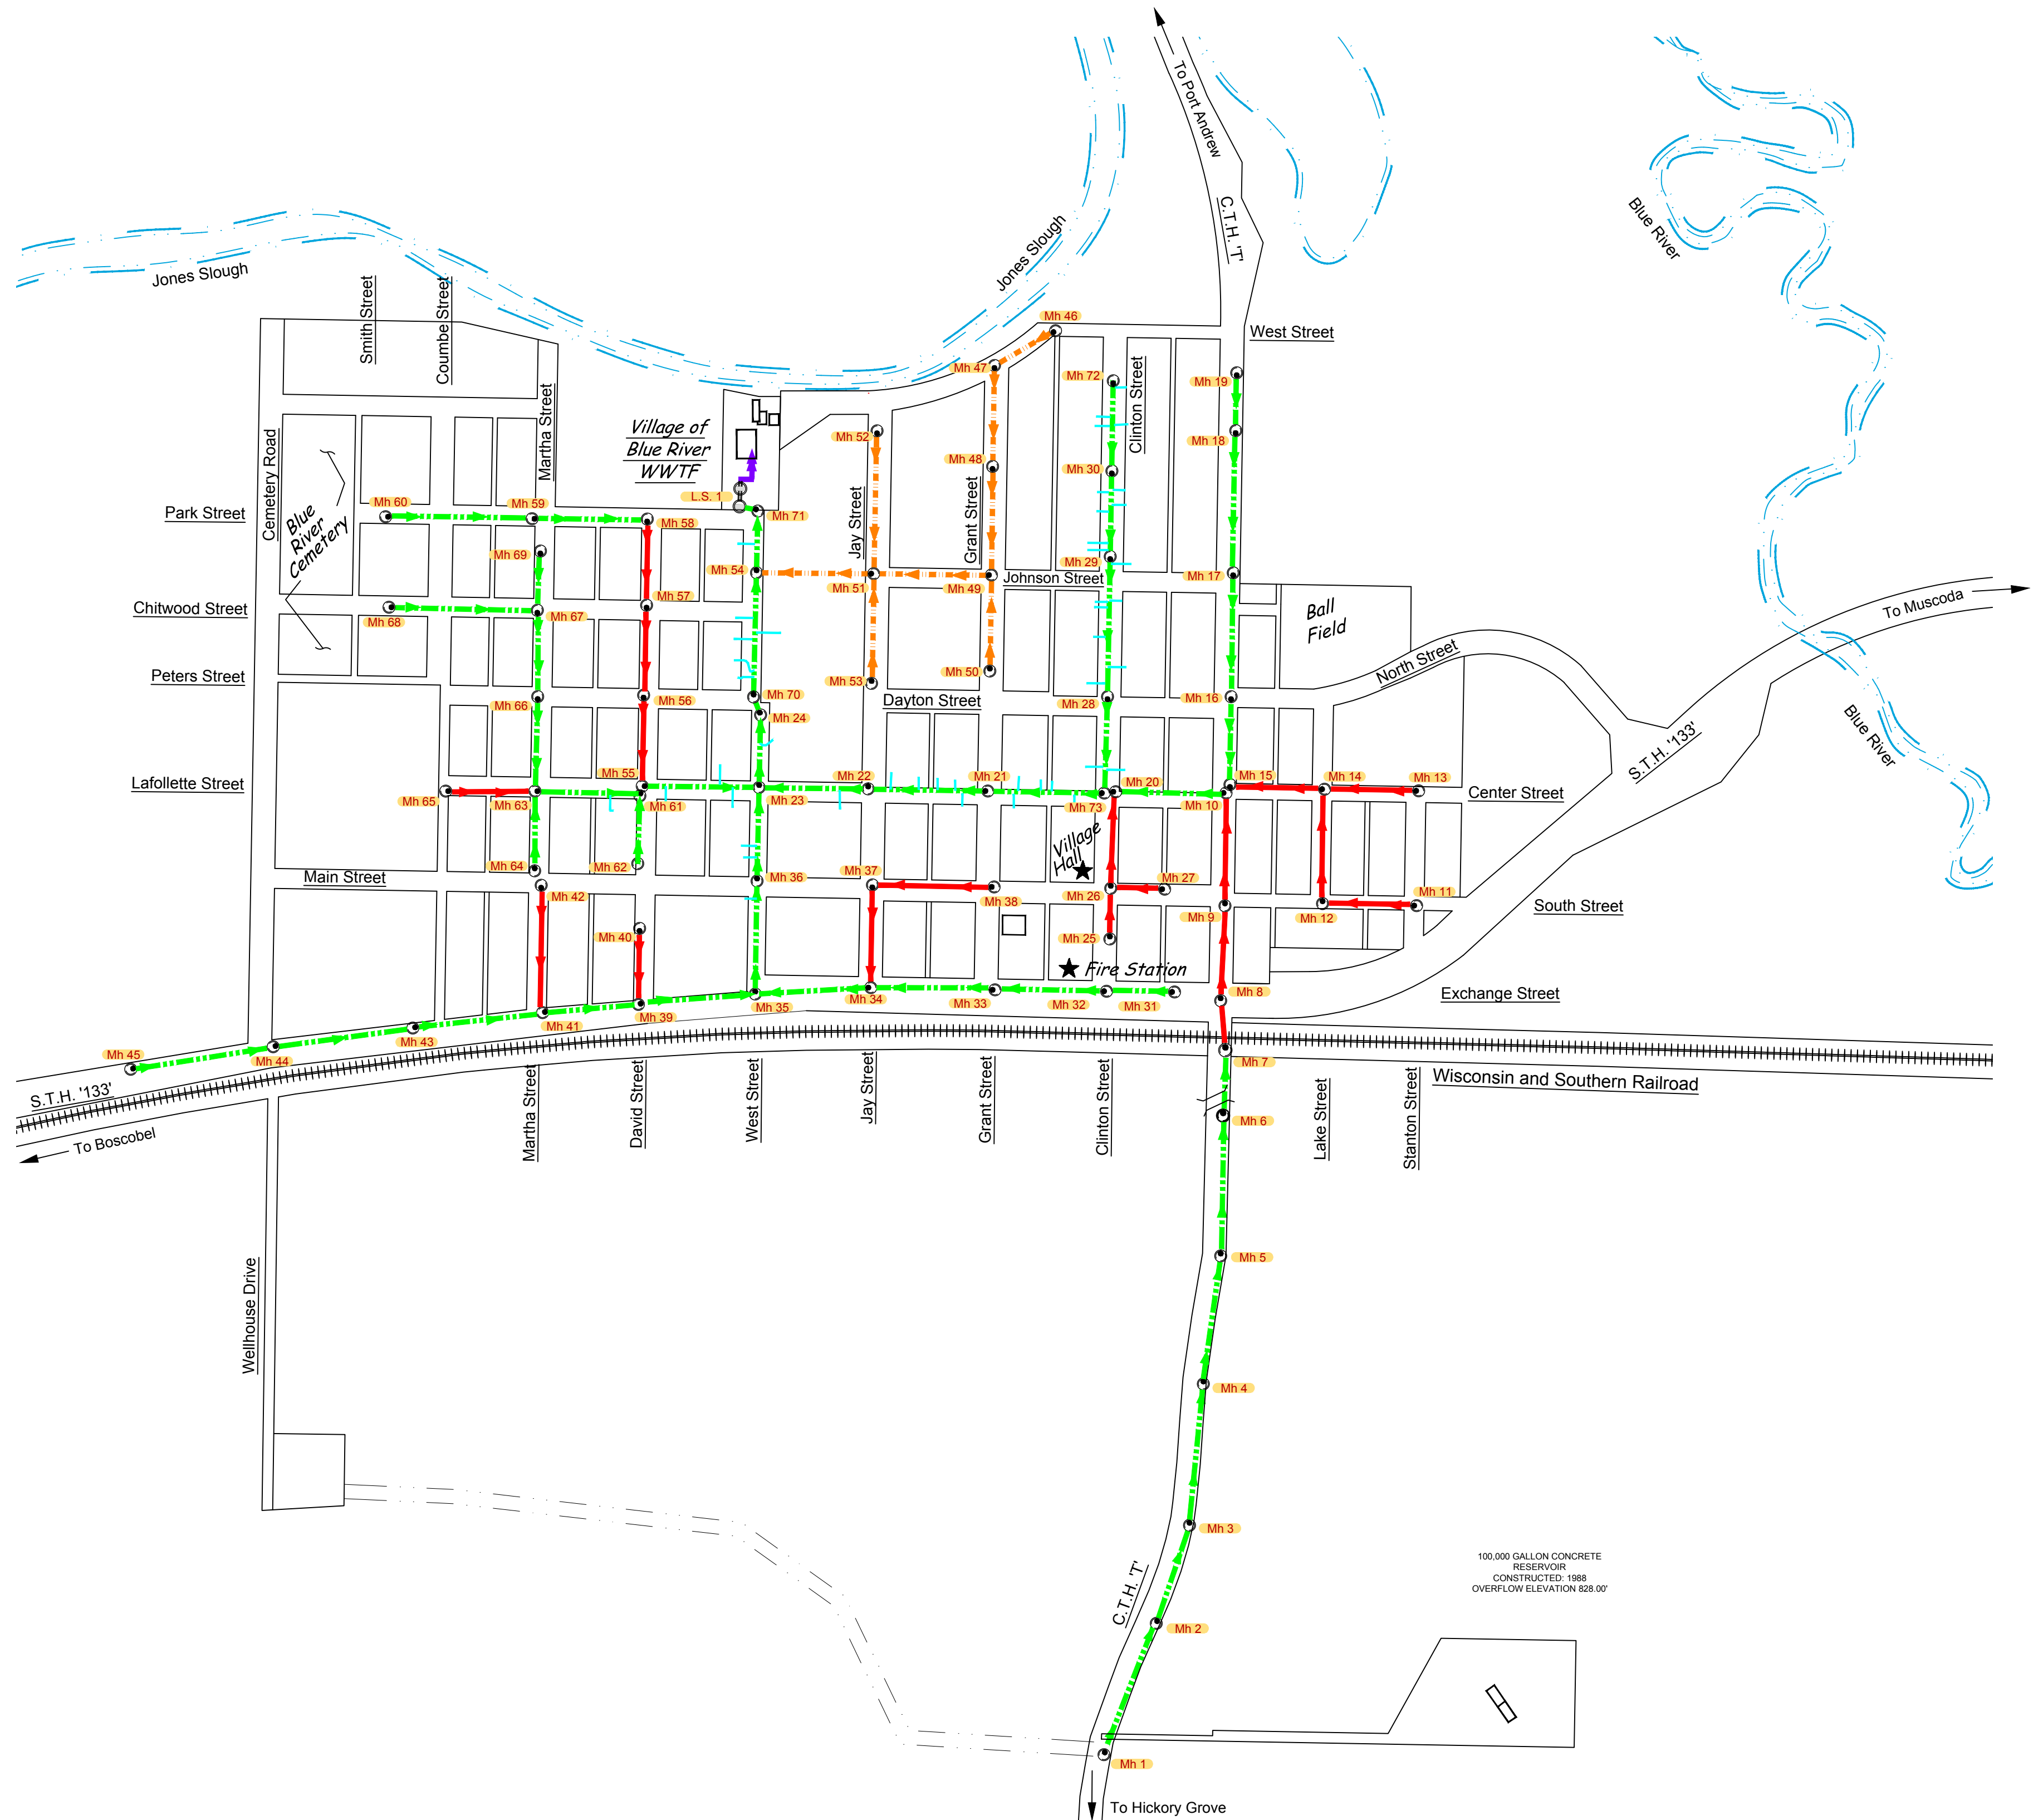 To Port Andrew
C.T.H. 'T'
Blue River
Jones Slough
Jones Slough
Smith Street
Coumbe Street
Mh 46
West Street
Mh 47
Mh 72
Clinton Street
Mh 19
Martha Street
Village of
Blue River
WWTF
Mh 52
Mh 18
Cemetery Road
Mh 48
Mh 30
L.S. 1
Mh 60
Mh 59
Park Street
Blue
River
Cemetery
Mh 58
Mh 71
Jay Street
Grant Street
Mh 69
Mh 54
Mh 29
Mh 17
Johnson Street
Mh 51
Mh 49
To Muscoda
Chitwood Street
Mh 68
Mh 67
Mh 57
Ball
Field
North Street
Peters Street
Mh 66
Mh 56
Mh 70
Mh 53
Mh 50
Dayton Street
Mh 28
Mh 16
Mh 24
Blue River
S.T.H. '133'
Lafollette Street
Mh 55
Mh 22
Mh 21
Mh 20
Mh 15
Mh 14
Mh 13
Center Street
Mh 65
Mh 63
Mh 61
Mh 23
Mh 73
Mh 10
Village
Hall
Mh 64
Mh 62
Mh 37
Main Street
Mh 42
Mh 36
Mh 38
Mh 26
Mh 27
Mh 9
Mh 12
Mh 11
South Street
Mh 40
Mh 25
Fire Station
Mh 8
Exchange Street
Mh 45
Mh 44
Mh 43
Mh 41
Mh 39
Mh 35
Mh 34
Mh 33
Mh 32
Mh 31
Mh 7
Wisconsin and Southern Railroad
S.T.H. '133'
To Boscobel
Martha Street
David Street
West Street
Jay Street
Grant Street
Clinton Street
Mh 6
Lake Street
Stanton Street
Mh 5
Wellhouse Drive
Mh 4
Mh 3
100,000 GALLON CONCRETE
RESERVOIR
CONSTRUCTED: 1988
OVERFLOW ELEVATION 828.00'
C.T.H. 'T'
Mh 2
Mh 1
To Hickory Grove